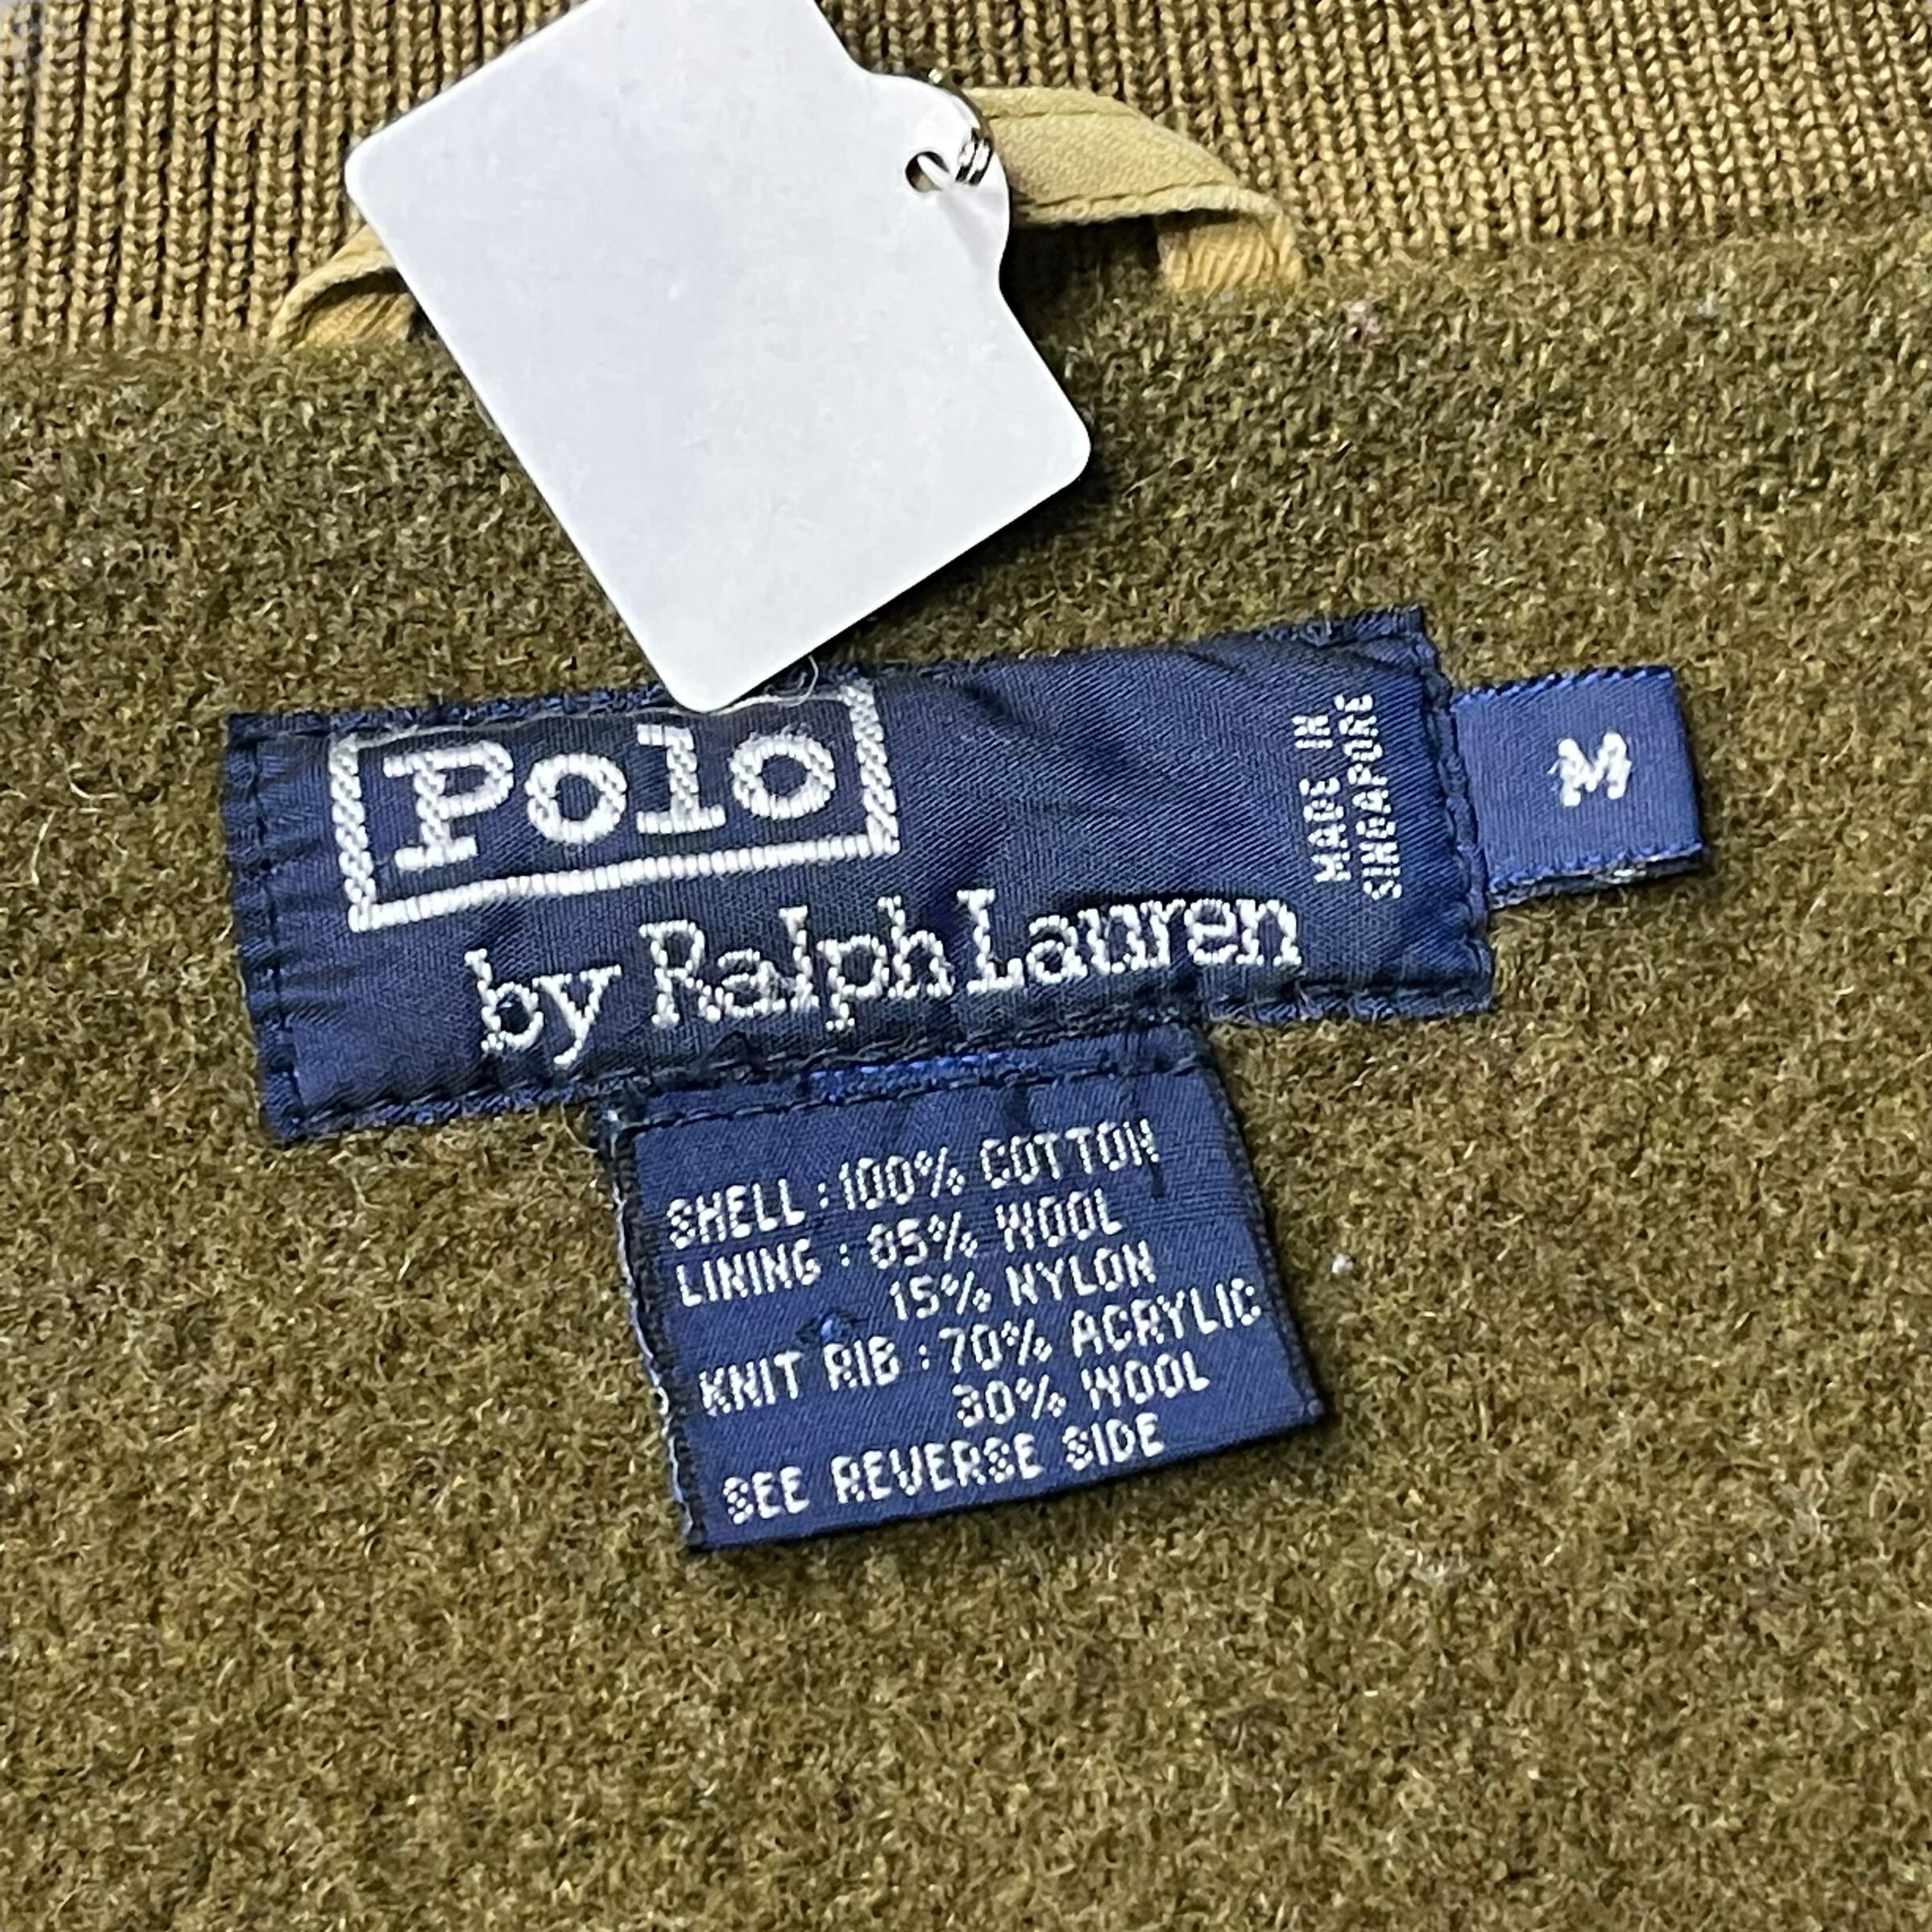 Polo
by Ralph Lauren
MADE IN
SINGAPORE
M
SHELL : 100% COTTON
LINING : 85% WOOL
15% NYLON
KNIT RIB : 70% ACRYLIC
30% WOOL
SEE REVERSE SIDE